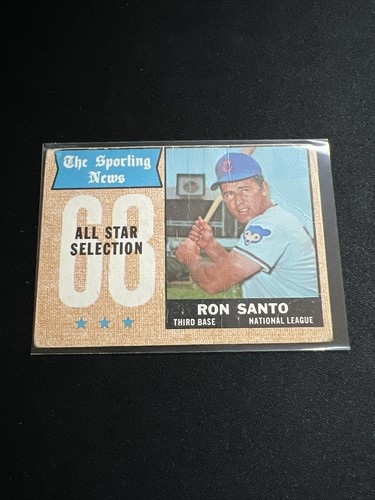 The Sporting
News
68
ALL STAR
SELECTION
C
RON SANTO
THIRD BASE NATIONAL LEAGUE